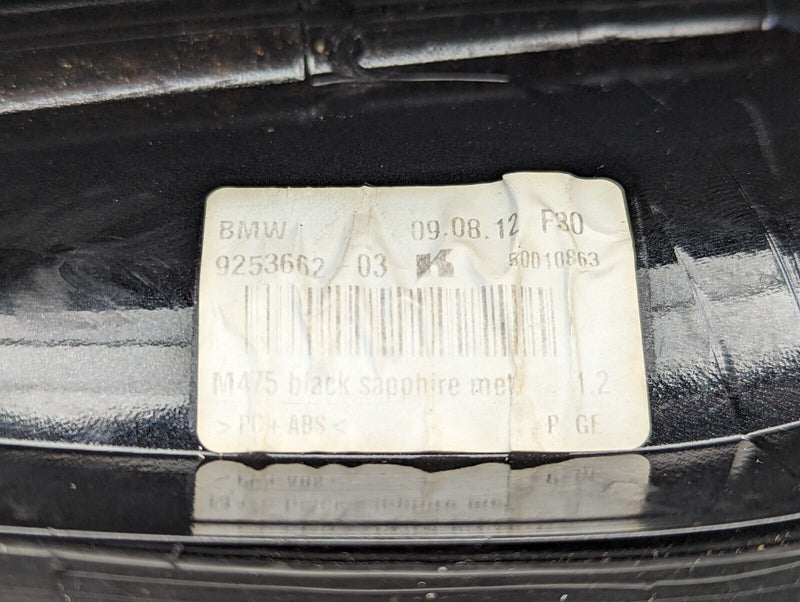 BMW 09.08.12 F30
9253662 -03 K 50010863
M475 black sapphire met 1.2
> PC+ ABS < P GE